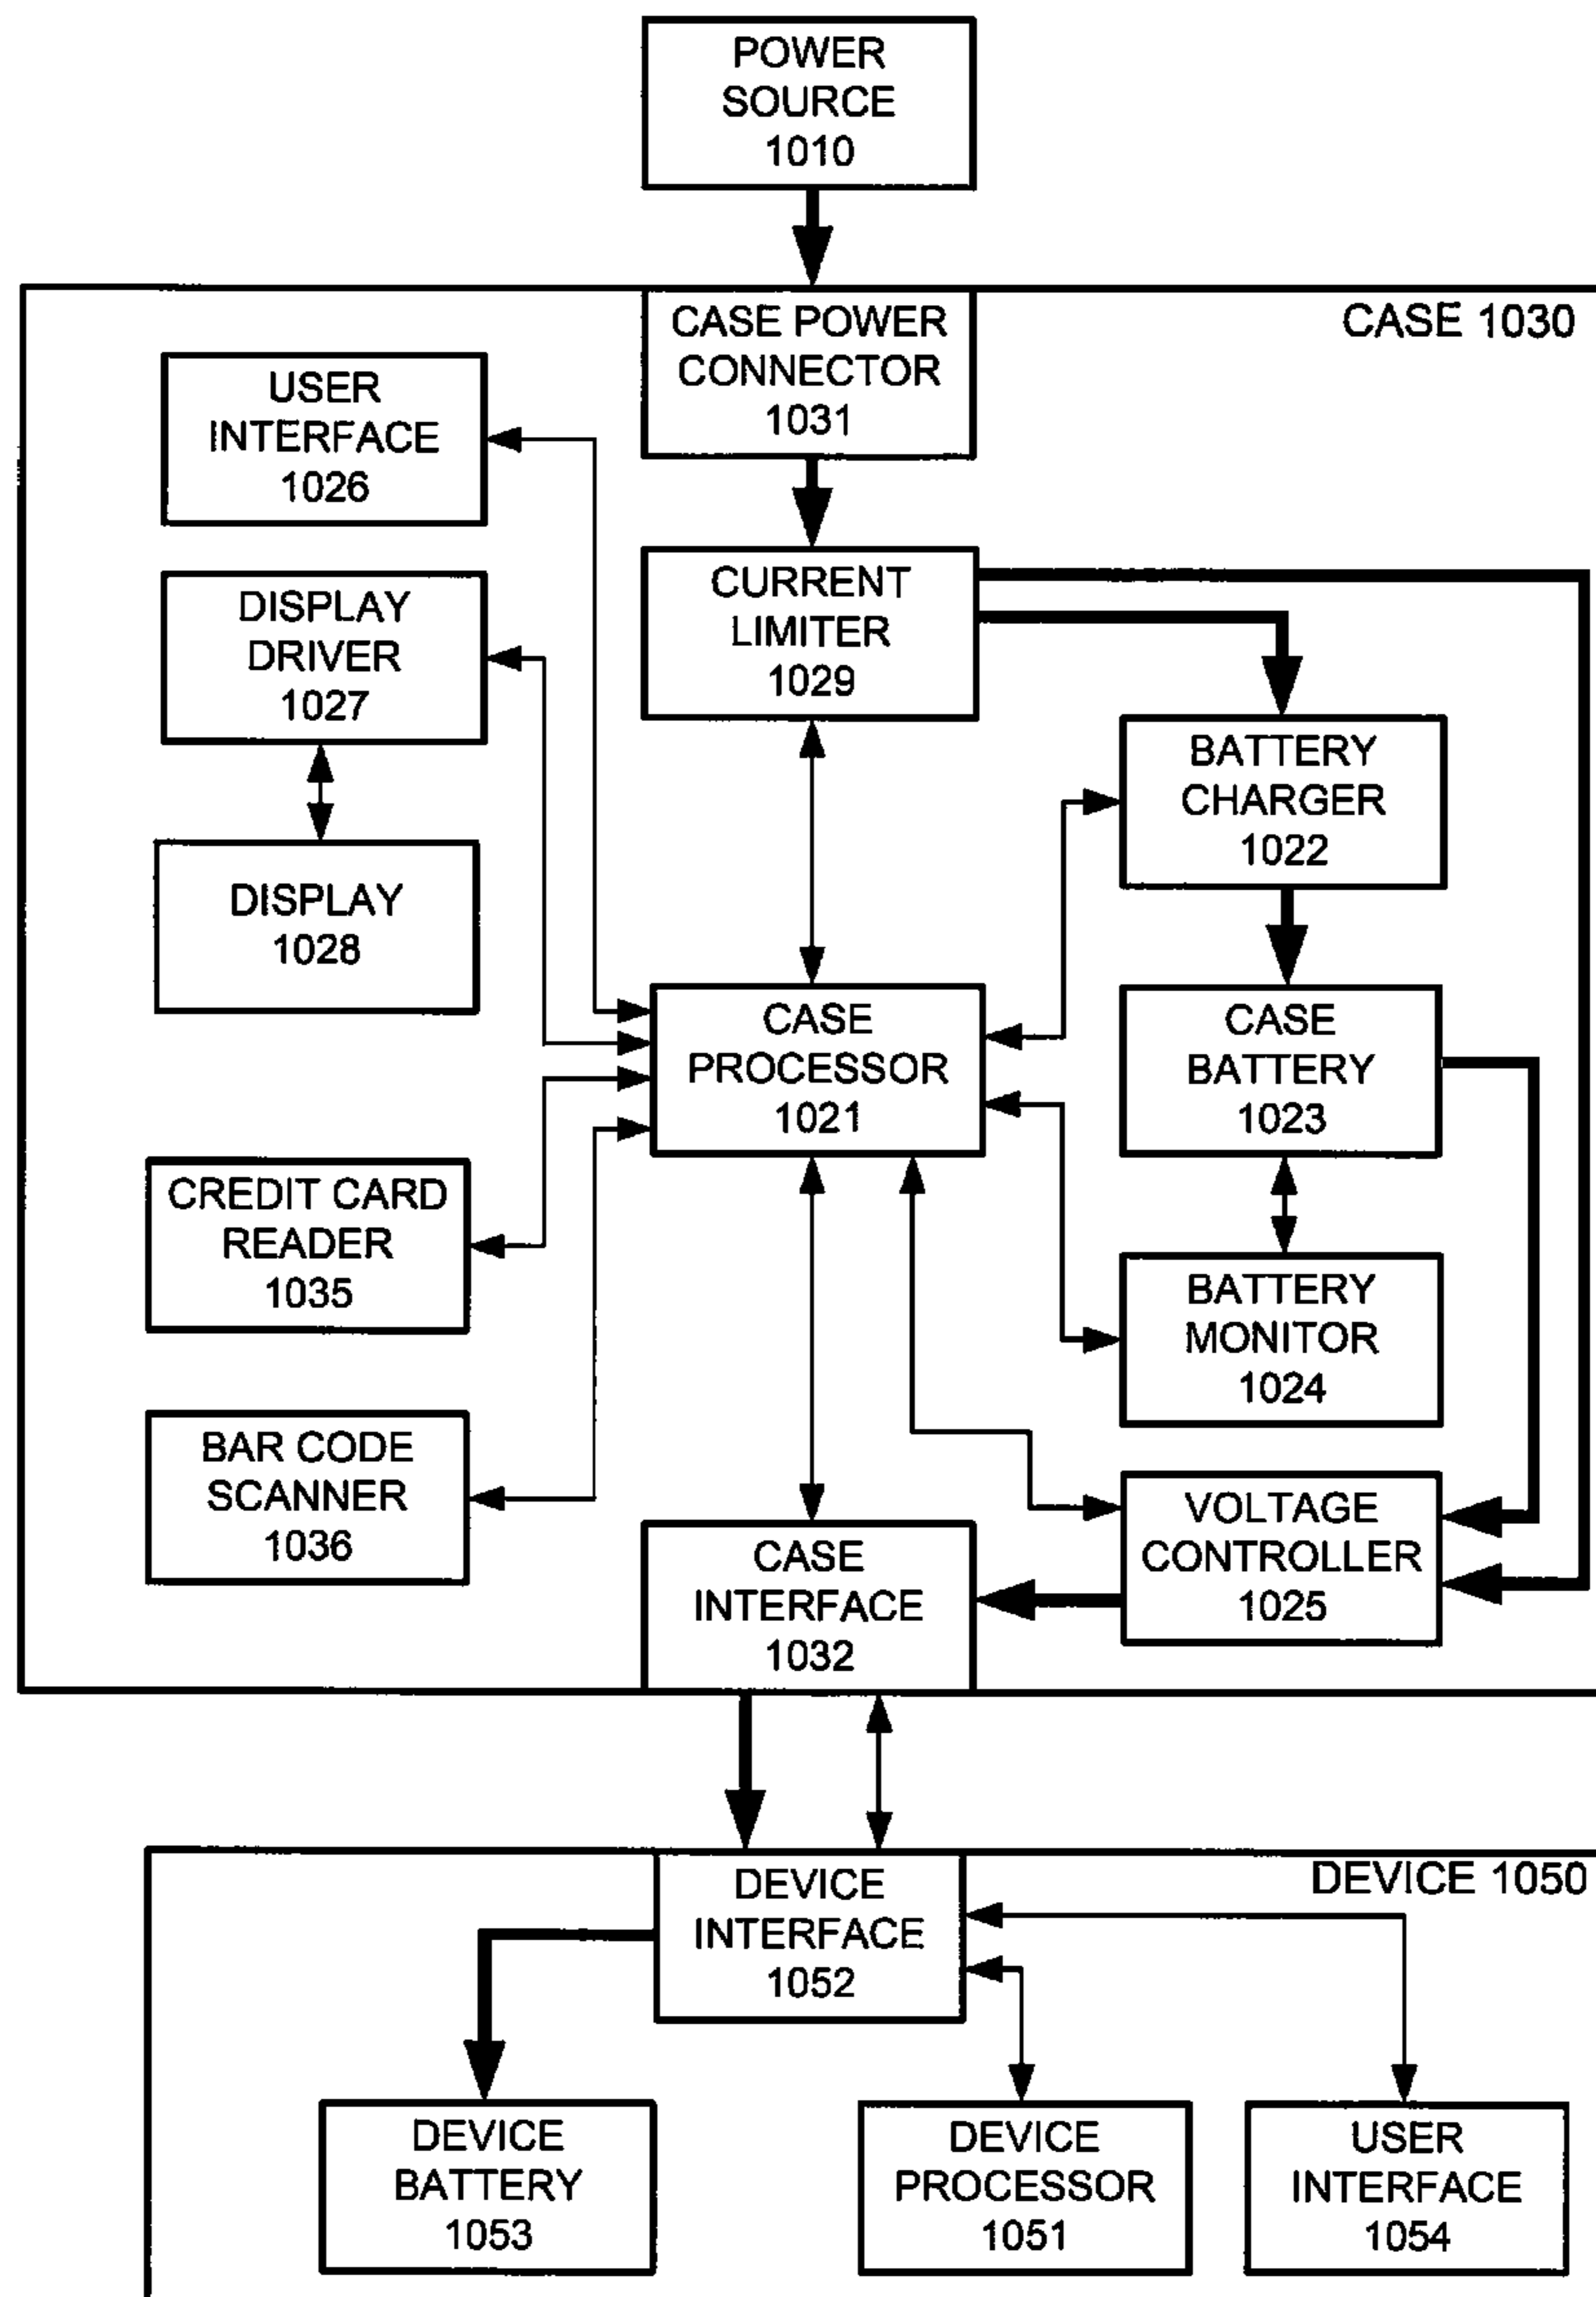 POWER
SOURCE
1010
CASE 1030
CASE POWER
CONNECTOR
1031
USER
INTERFACE
1026
CURRENT
LIMITER
1029
DISPLAY
DRIVER
1027
BATTERY
CHARGER
1022
DISPLAY
1028
CASE
PROCESSOR
1021
CASE
BATTERY
1023
CREDIT CARD
READER
1035
BATTERY
MONITOR
1024
BAR CODE
SCANNER
1036
VOLTAGE
CONTROLLER
1025
CASE
INTERFACE
1032
DEVICE 1050
DEVICE
INTERFACE
1052
DEVICE
BATTERY
1053
DEVICE
PROCESSOR
1051
USER
INTERFACE
1054